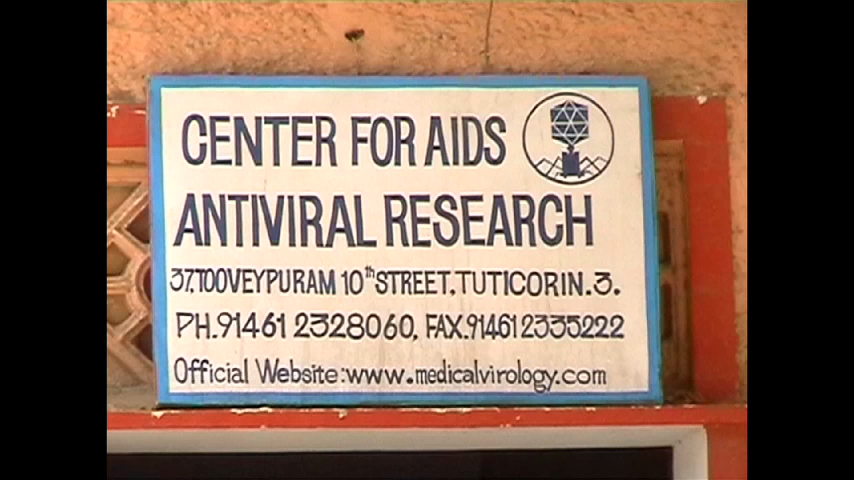 CENTER FOR AIDS
ANTIVIRAL RESEARCH
37,TOOVEYPURAM 10th STREET,TUTICORIN.3.
PH.91461 2328060, FAX.91461 2335222
Official Website:www.medicalvirology.com